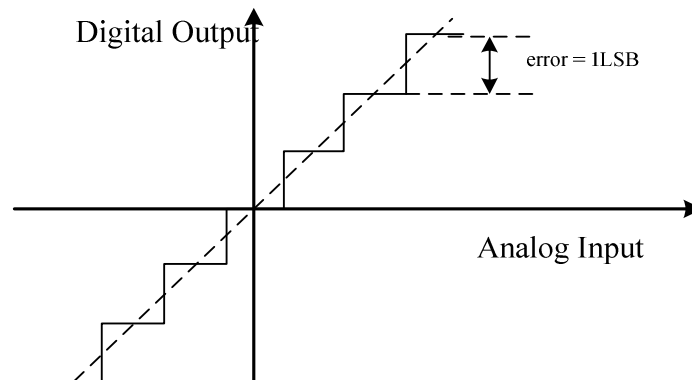 Digital Output
error = 1LSB
Analog Input